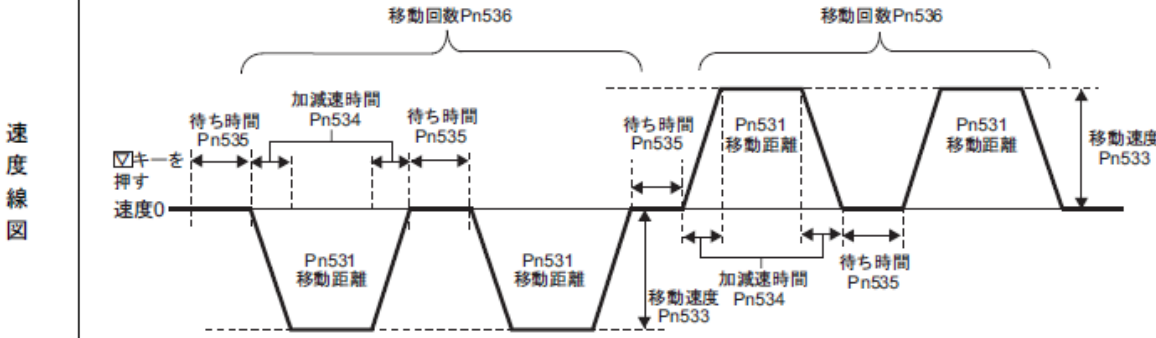 移動回数Pn536
移動回数Pn536
速
度
線
図
加減速時間
Pn534
待ち時間
Pn535
待ち時間
Pn535
待ち時間
Pn535
Pn531
移動距離
Pn531
移動距離
移動速度
Pn533
▽キーを
押す
速度0
Pn531
移動距離
Pn531
移動距離
移動速度
Pn533
加減速時間
Pn534
待ち時間
Pn535